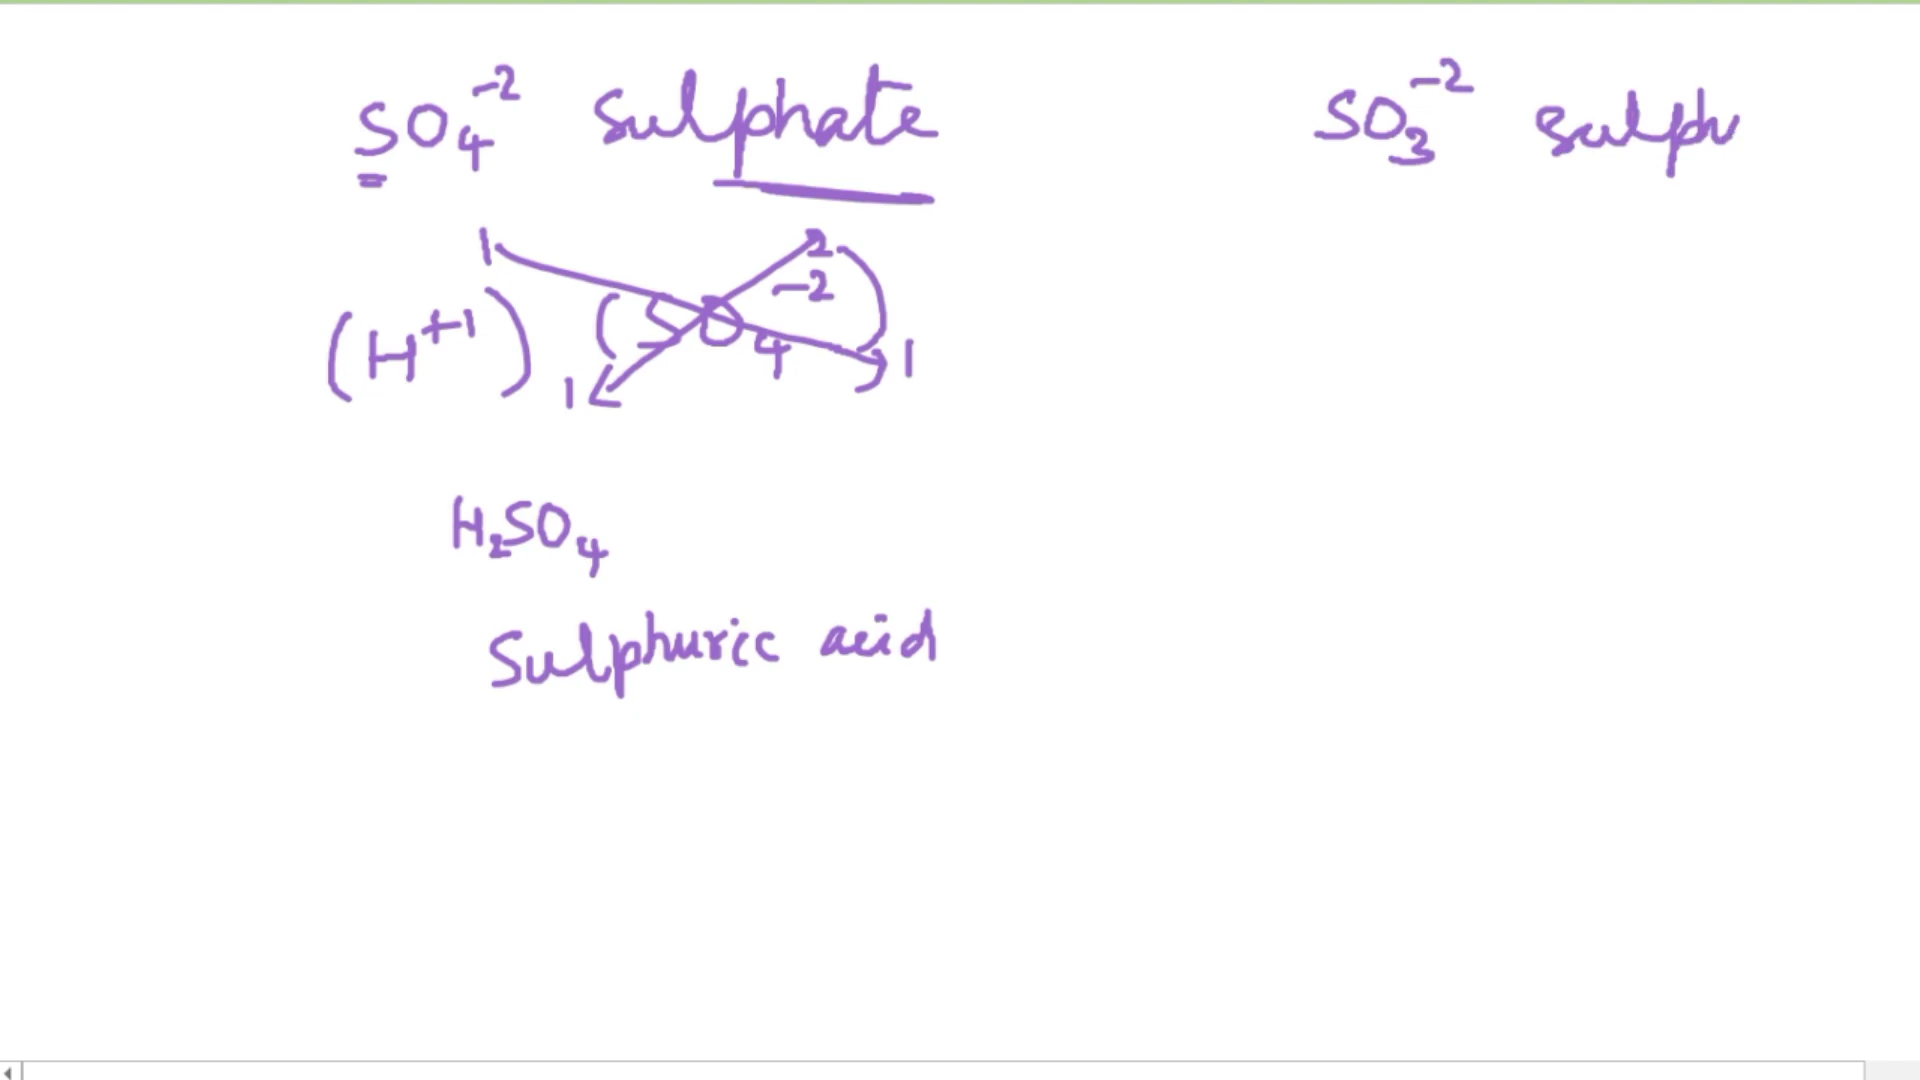 SO₄⁻² sulphate
SO₃⁻² sulph
1 2
(H⁺¹) (SO₄⁻²)
1 1
H₂SO₄
Sulphuric acid